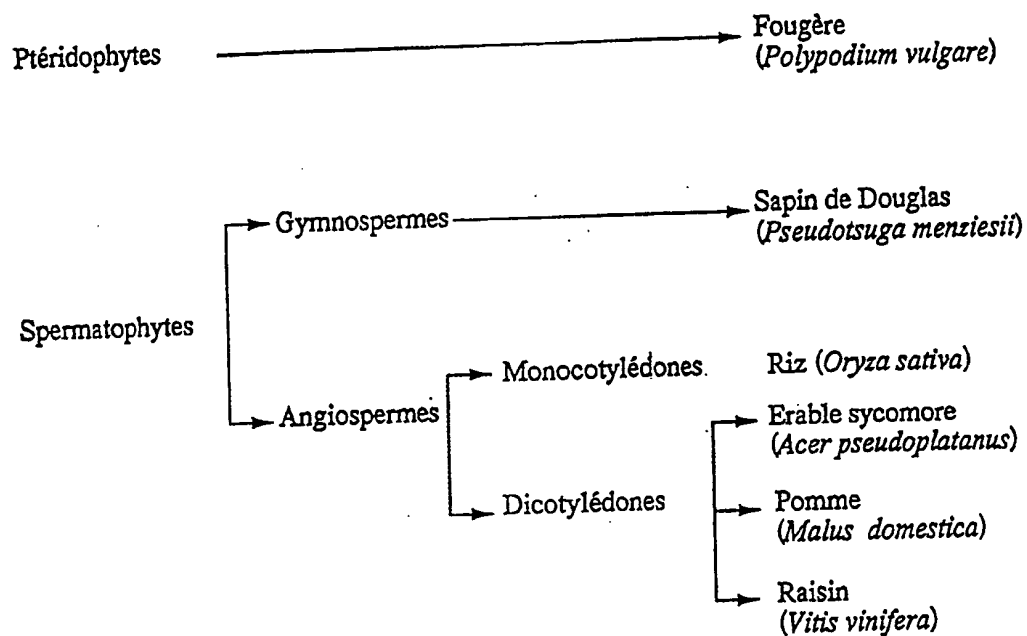 Ptéridophytes
Fougère
(Polypodium vulgare)
Gymnospermes
Sapin de Douglas
(Pseudotsuga menziesii)
Spermatophytes
Monocotylédones.
Riz (Oryza sativa)
Angiospermes
Erable sycomore
(Acer pseudoplatanus)
Dicotylédones
Pomme
(Malus domestica)
Raisin
(Vitis vinifera)